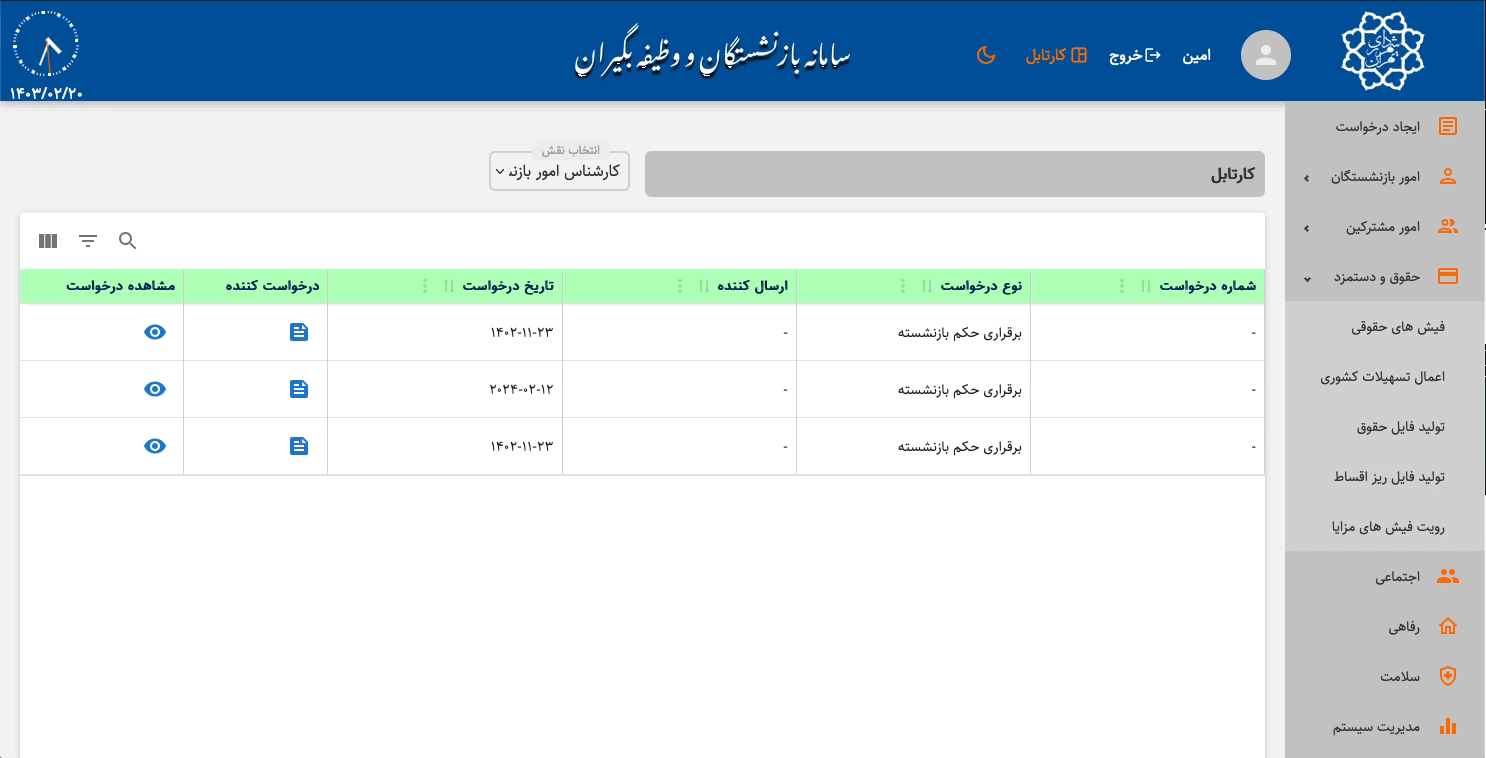 شهرداری تهران
امین
خروج
کارتابل
سامانه بازنشستگان و وظیفه بگیران
۱۴۰۳/۰۲/۲۰
ایجاد درخواست
امور بازنشستگان
امور مشترکین
حقوق و دستمزد
فیش های حقوقی
اعمال تسهیلات کشوری
تولید فایل حقوق
تولید فایل ریز اقساط
رویت فیش های مزایا
اجتماعی
رفاهی
سلامت
مدیریت سیستم
کارتابل
انتخاب نقش
کارشناس امور بازنـ
شماره درخواست نوع درخواست ارسال کننده تاریخ درخواست درخواست کننده مشاهده درخواست
- برقراری حکم بازنشسته - ۱۴۰۲-۱۱-۲۳
- برقراری حکم بازنشسته - ۲۰۲۴-۰۲-۱۲
- برقراری حکم بازنشسته - ۱۴۰۲-۱۱-۲۳